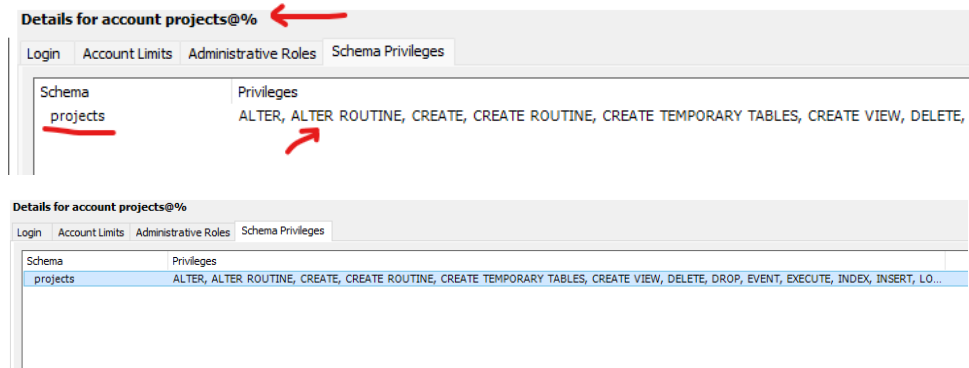 Details for account projects@%
Login Account Limits Administrative Roles Schema Privileges
Schema Privileges
projects ALTER, ALTER ROUTINE, CREATE, CREATE ROUTINE, CREATE TEMPORARY TABLES, CREATE VIEW, DELETE,
Details for account projects@%
Login Account Limits Administrative Roles Schema Privileges
Schema Privileges
projects ALTER, ALTER ROUTINE, CREATE, CREATE ROUTINE, CREATE TEMPORARY TABLES, CREATE VIEW, DELETE, DROP, EVENT, EXECUTE, INDEX, INSERT, LO...